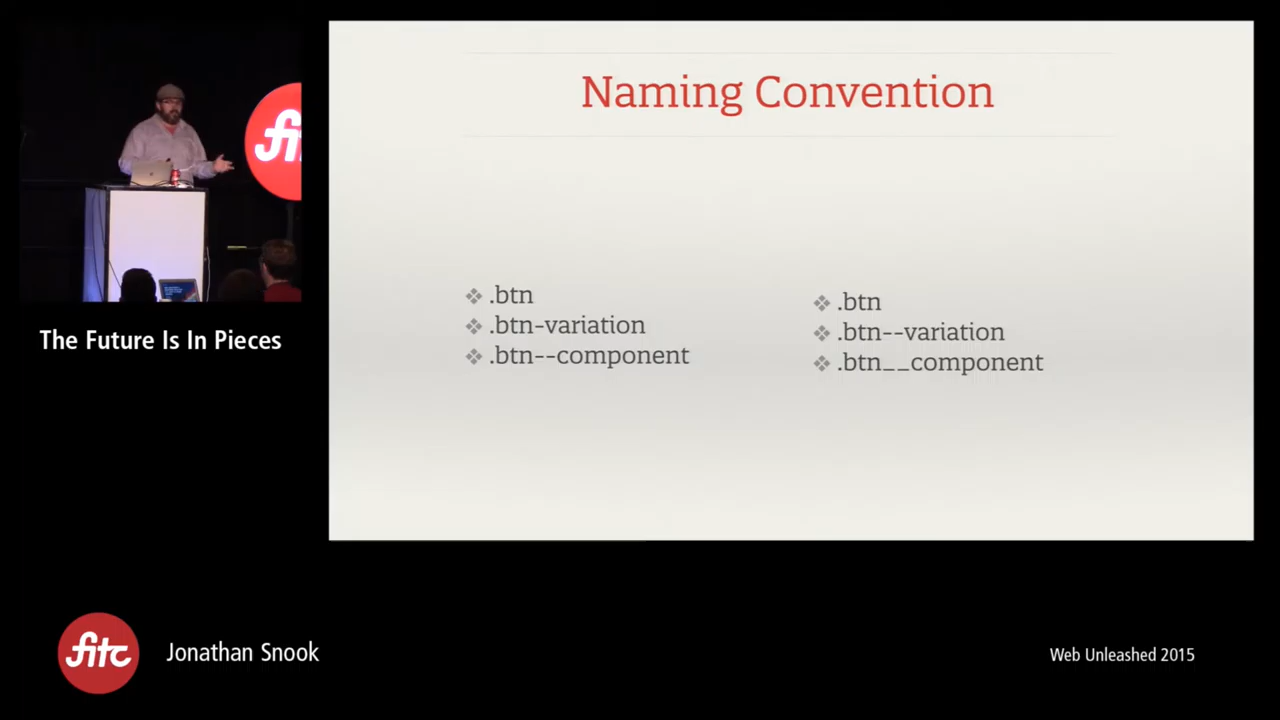 Naming Convention
.btn
.btn-variation
.btn--component
.btn
.btn--variation
.btn__component
fitc
The Future Is In Pieces
fitc
Jonathan Snook
Web Unleashed 2015